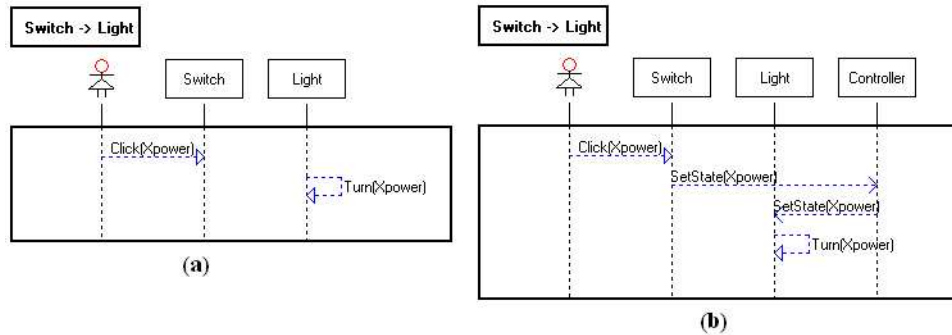 Switch -> Light
Switch
Light
Click(Xpower)
Turn(Xpower)
(a)
Switch -> Light
Switch
Light
Controller
Click(Xpower)
SetState(Xpower)
SetState(Xpower)
Turn(Xpower)
(b)